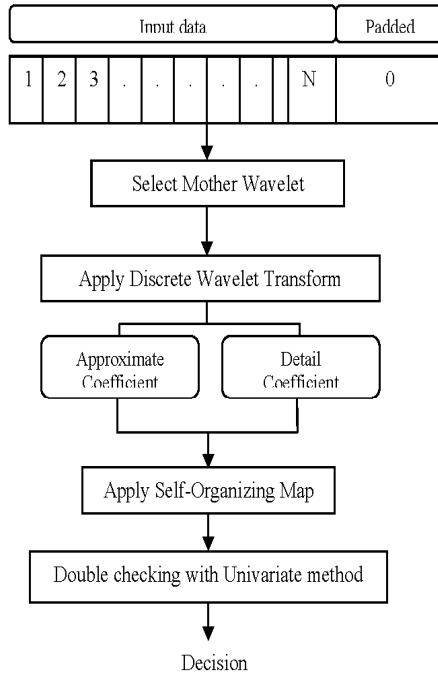 Input data Padded
1 2 3 . . . . . N 0
Select Mother Wavelet
Apply Discrete Wavelet Transform
Approximate Detail
Coefficient Coefficient
Apply Self-Organizing Map
Double checking with Univariate method
Decision